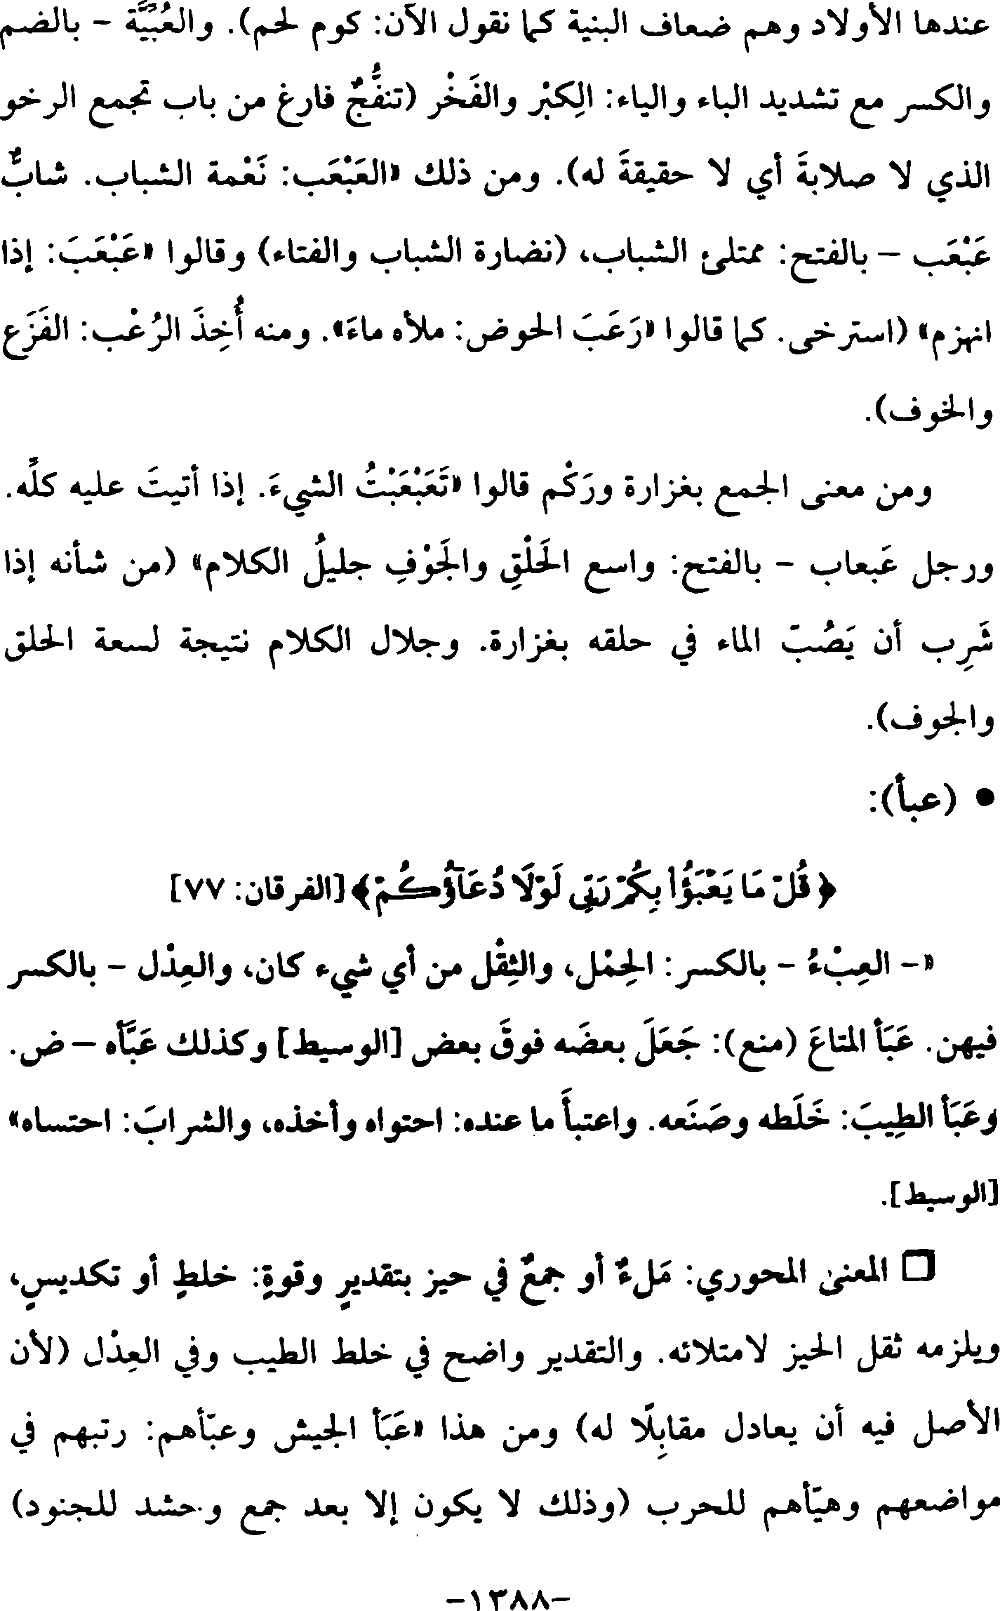 عندها الأولاد وهم ضعاف البنية كما نقول الآن: كوم لحم). والعُبِّيَّة – بالضم
والكسر مع تشديد الباء والياء: الِكبْر والفَخْر (تنفُّجٌ فارغ من باب تجمع الرخو
الذي لا صلابةَ أي لا حقيقةَ له). ومن ذلك «العَبْعَب: نَعْمة الشباب. شابٌّ
عَبْعَب – بالفتح: ممتلئ الشباب، (نضارة الشباب والفتاء) وقالوا «عَبْعَبَ: إذا
انهزم» (استرخى. كما قالوا «رَعَبَ الحوض: ملأه ماءً». ومنه أُخِذَ الرُعْب: الفَزَع
والخوف).
ومن معنى الجمع بغزارة ورَكْم قالوا «تَعَبْعَبْتُ الشيءَ. إذا أتيتَ عليه كلِّه.
ورجل عَبعاب – بالفتح: واسع الحَلْقِ والجَوْفِ جليلُ الكلام» (من شأنه إذا
شَرِب أن يَصُبّ الماء في حلقه بغزارة. وجلال الكلام نتيجة لسعة الحلق
والجوف).
• (عبأ):
﴿قُلْ مَا يَعْبَؤُاْ بِكُمْ رَبِّى لَوْلَا دُعَآؤُكُمْ﴾ [الفرقان: ٧٧]
«– العِبْءُ – بالكسر: الحِمْل، والثِقْل من أي شيء كان، والعِدْل – بالكسر
فيهن. عَبَأ المتاعَ (منع): جَعَلَ بعضَه فوقَ بعض [الوسيط] وكذلك عَبَّأه – ض.
وعَبَأ الطِيبَ: خَلَطه وصَنَعه. واعتبأَ ما عنده: احتواه وأخذه، والشرابَ: احتساه»
[الوسيط].
□ المعنى المحوري: مَلءٌ أو جمعٌ في حيز بتقديرٍ وقوةٍ: خلطٍ أو تكديسٍ،
ويلزمه ثقل الحيز لامتلائه. والتقدير واضح في خلط الطيب وفي العِدْل (لأن
الأصل فيه أن يعادل مقابِلًا له) ومن هذا «عَبَأ الجيش وعبّأهم: رتبهم في
مواضعهم وهيّأهم للحرب (وذلك لا يكون إلا بعد جمع وحشد للجنود)
–١٣٨٨–